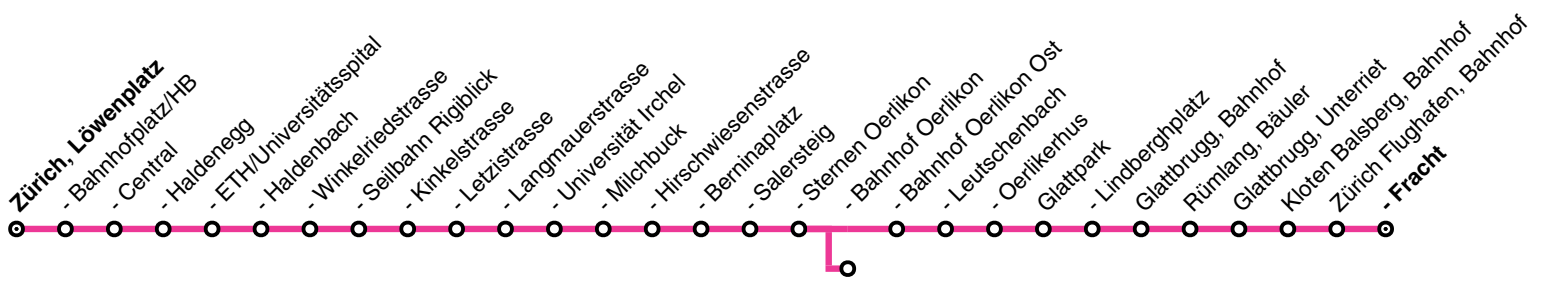 Zürich, Löwenplatz
- Bahnhofplatz/HB
- Central
- Haldenegg
- ETH/Universitätsspital
- Haldenbach
- Winkelriedstrasse
- Seilbahn Rigiblick
- Kinkelstrasse
- Letzistrasse
- Langmauerstrasse
- Universität Irchel
- Milchbuck
- Hirschwiesenstrasse
- Berninaplatz
- Salersteig
- Sternen Oerlikon
- Bahnhof Oerlikon
- Bahnhof Oerlikon Ost
- Leutschenbach
- Oerlikerhus
Glattpark
- Lindberghplatz
Glattbrugg, Bahnhof
Rümlang, Bäuler
Glattbrugg, Unterriet
Kloten Balsberg, Bahnhof
Zürich Flughafen, Bahnhof
- Fracht